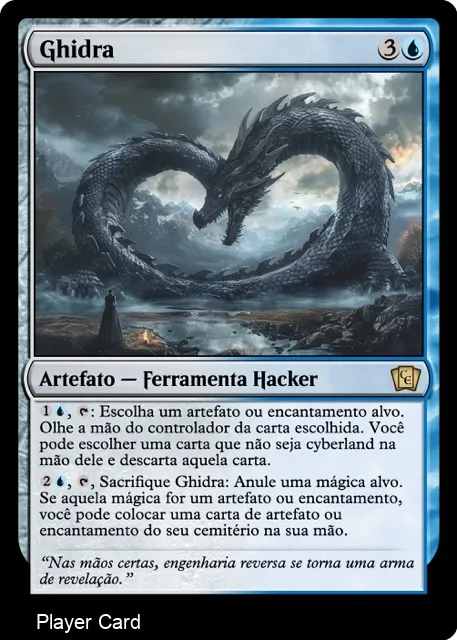 Ghidra 3
Artefato — Ferramenta Hacker CE
1, : Escolha um artefato ou encantamento alvo.
Olhe a mão do controlador da carta escolhida. Você
pode escolher uma carta que não seja cyberland na
mão dele e descarta aquela carta.
2, , Sacrifique Ghidra: Anule uma mágica alvo.
Se aquela mágica for um artefato ou encantamento,
você pode colocar uma carta de artefato ou
encantamento do seu cemitério na sua mão.
“Nas mãos certas, engenharia reversa se torna uma arma
de revelação.”
Player Card